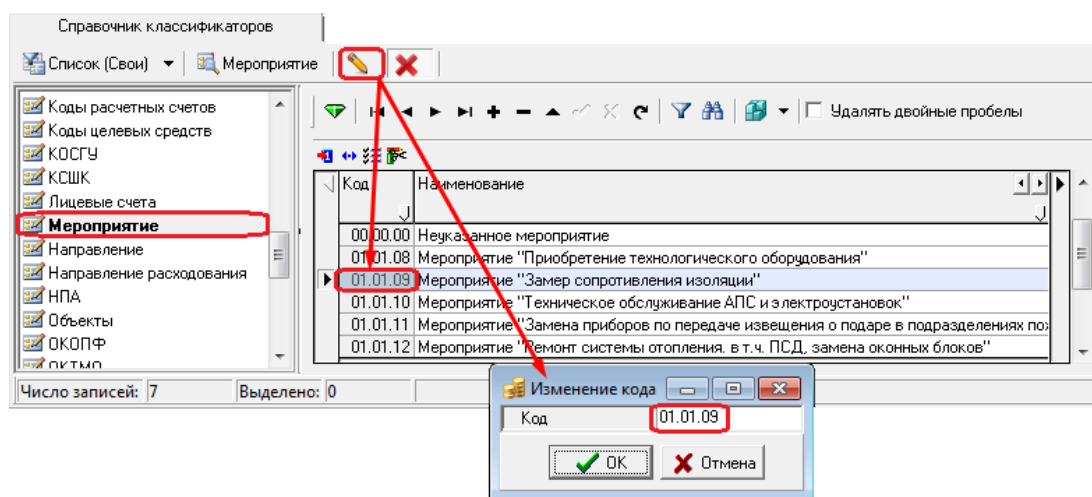 Справочник классификаторов
Список (Свои) Мероприятие
Коды расчетных счетов
Коды целевых средств
КОСГУ
КСШК
Лицевые счета
Мероприятие
Направление
Направление расходования
НПА
Объекты
ОКОПФ
ОКТМО
Удалять двойные пробелы
Код Наименование
00.00.00 Неуказанное мероприятие
01.01.08 Мероприятие "Приобретение технологического оборудования"
01.01.09 Мероприятие "Замер сопротивления изоляции"
01.01.10 Мероприятие "Техническое обслуживание АПС и электроустановок"
01.01.11 Мероприятие "Замена приборов по передаче извещения о подаре в подразделениях
01.01.12 Мероприятие "Ремонт системы отопления. в т.ч. ПСД, замена оконных блоков"
Число записей: 7 Выделено: 0
Изменение кода
Код 01.01.09
OK Отмена